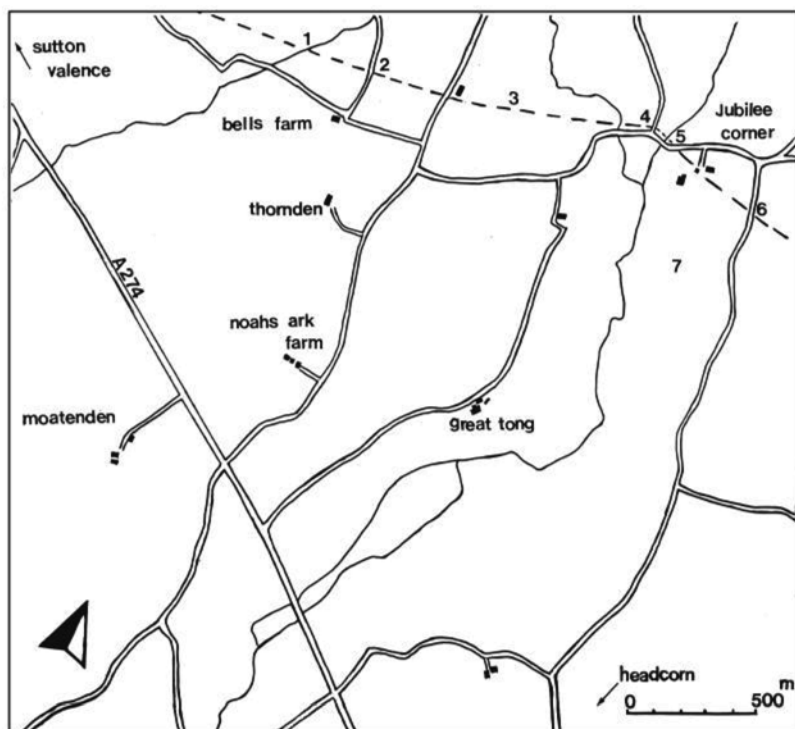 sutton
valence
1
2
3
4
5
Jubilee
corner
bells farm
thornden
6
7
A274
noahs ark
farm
moatenden
great tong
headcorn
0 500 m